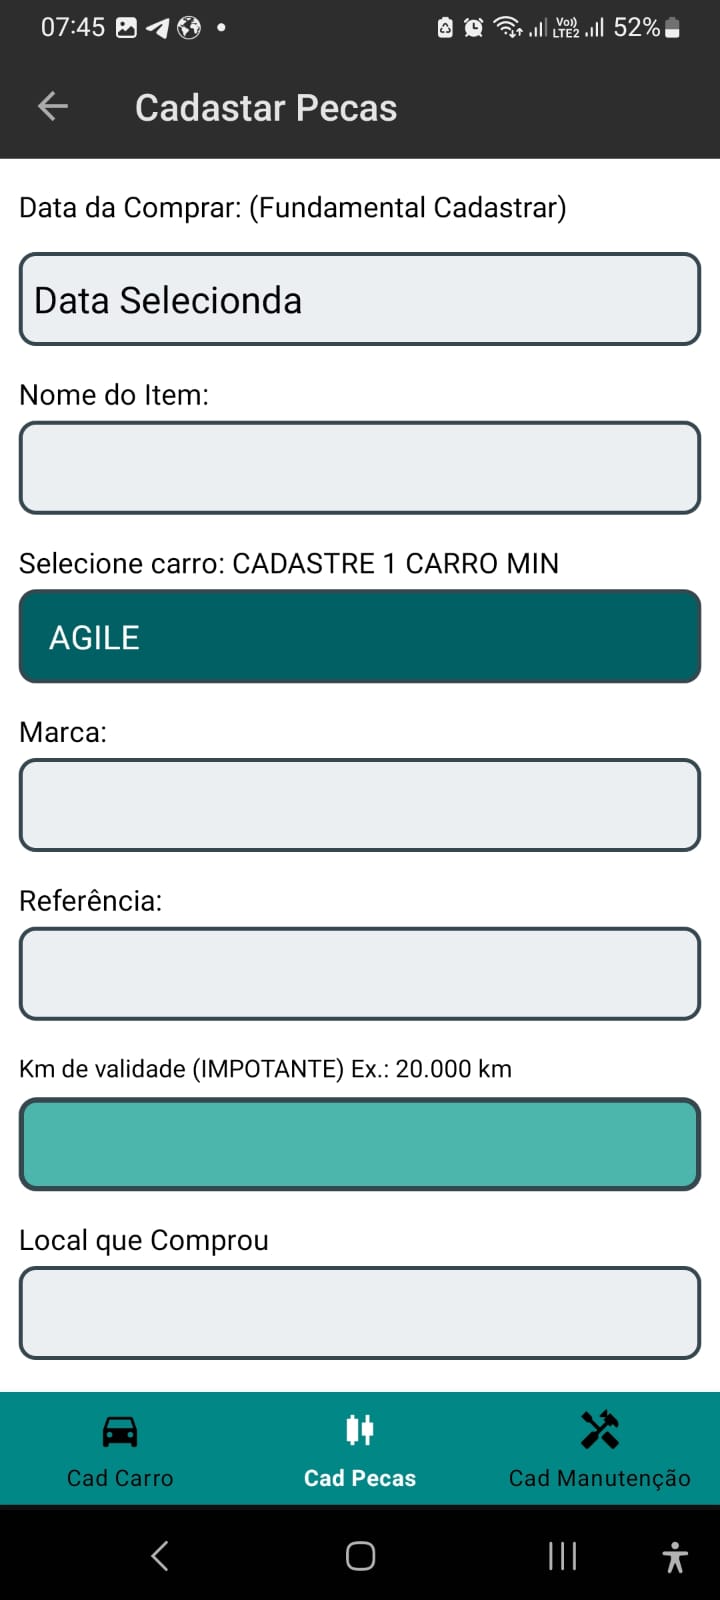 07:45
Vo))
LTE2
52%
Cadastar Pecas
Data da Comprar: (Fundamental Cadastrar)
Data Selecionda
Nome do Item:
Selecione carro: CADASTRE 1 CARRO MIN
AGILE
Marca:
Referência:
Km de validade (IMPOTANTE) Ex.: 20.000 km
Local que Comprou
Cad Carro
Cad Pecas
Cad Manutenção